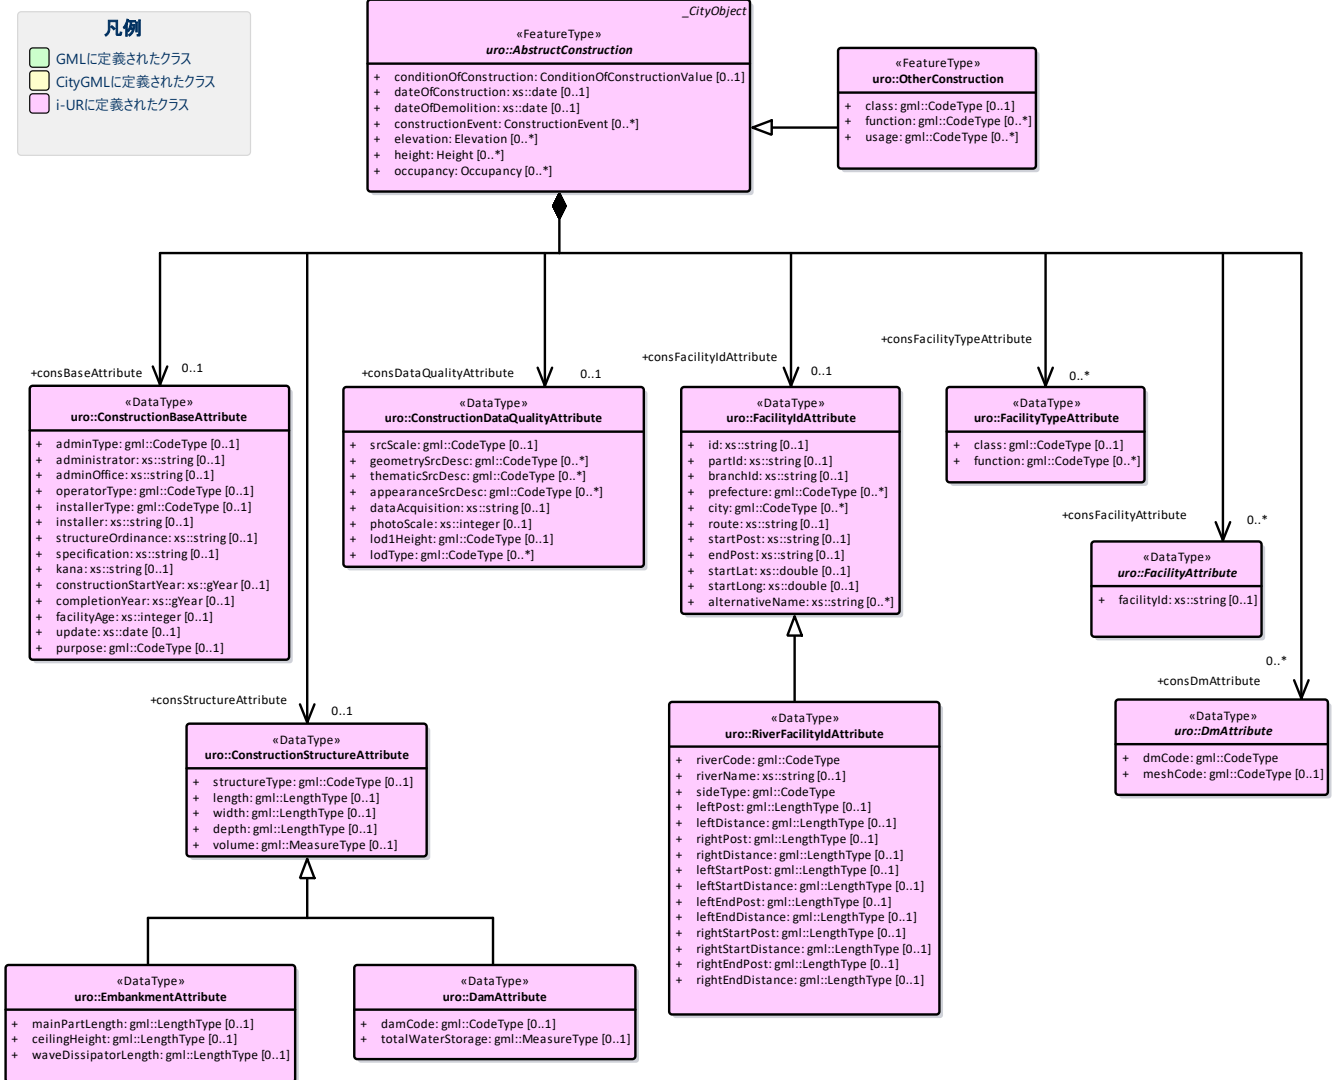 凡例
GMLに定義されたクラス
CityGMLに定義されたクラス
i-URに定義されたクラス
_CityObject
«FeatureType»
uro::AbstructConstruction
+ conditionOfConstruction: ConditionOfConstructionValue [0..1]
+ dateOfConstruction: xs::date [0..1]
+ dateOfDemolition: xs::date [0..1]
+ constructionEvent: ConstructionEvent [0..*]
+ elevation: Elevation [0..*]
+ height: Height [0..*]
+ occupancy: Occupancy [0..*]
«FeatureType»
uro::OtherConstruction
+ class: gml::CodeType [0..1]
+ function: gml::CodeType [0..*]
+ usage: gml::CodeType [0..*]
+consBaseAttribute 0..1
«DataType»
uro::ConstructionBaseAttribute
+ adminType: gml::CodeType [0..1]
+ administrator: xs::string [0..1]
+ adminOffice: xs::string [0..1]
+ operatorType: gml::CodeType [0..1]
+ installerType: gml::CodeType [0..1]
+ installer: xs::string [0..1]
+ structureOrdinance: xs::string [0..1]
+ specification: xs::string [0..1]
+ kana: xs::string [0..1]
+ constructionStartYear: xs::gYear [0..1]
+ completionYear: xs::gYear [0..1]
+ facilityAge: xs::integer [0..1]
+ update: xs::date [0..1]
+ purpose: gml::CodeType [0..1]
+consDataQualityAttribute 0..1
«DataType»
uro::ConstructionDataQualityAttribute
+ srcScale: gml::CodeType [0..1]
+ geometrySrcDesc: gml::CodeType [0..*]
+ thematicSrcDesc: gml::CodeType [0..*]
+ appearanceSrcDesc: gml::CodeType [0..*]
+ dataAcquisition: xs::string [0..1]
+ photoScale: xs::integer [0..1]
+ lod1Height: gml::CodeType [0..1]
+ lodType: gml::CodeType [0..*]
+consFacilityIdAttribute 0..1
«DataType»
uro::FacilityIdAttribute
+ id: xs::string [0..1]
+ partId: xs::string [0..1]
+ branchId: xs::string [0..1]
+ prefecture: gml::CodeType [0..*]
+ city: gml::CodeType [0..*]
+ route: xs::string [0..1]
+ startPost: xs::string [0..1]
+ endPost: xs::string [0..1]
+ startLat: xs::double [0..1]
+ startLong: xs::double [0..1]
+ alternativeName: xs::string [0..*]
+consFacilityTypeAttribute
0..*
«DataType»
uro::FacilityTypeAttribute
+ class: gml::CodeType [0..1]
+ function: gml::CodeType [0..*]
+consFacilityAttribute 0..*
«DataType»
uro::FacilityAttribute
+ facilityId: xs::string [0..1]
0..*
+consDmAttribute
«DataType»
uro::DmAttribute
+ dmCode: gml::CodeType
+ meshCode: gml::CodeType [0..1]
+consStructureAttribute 0..1
«DataType»
uro::ConstructionStructureAttribute
+ structureType: gml::CodeType [0..1]
+ length: gml::LengthType [0..1]
+ width: gml::LengthType [0..1]
+ depth: gml::LengthType [0..1]
+ volume: gml::MeasureType [0..1]
«DataType»
uro::RiverFacilityIdAttribute
+ riverCode: gml::CodeType
+ riverName: xs::string [0..1]
+ sideType: gml::CodeType
+ leftPost: gml::LengthType [0..1]
+ leftDistance: gml::LengthType [0..1]
+ rightPost: gml::LengthType [0..1]
+ rightDistance: gml::LengthType [0..1]
+ leftStartPost: gml::LengthType [0..1]
+ leftStartDistance: gml::LengthType [0..1]
+ leftEndPost: gml::LengthType [0..1]
+ leftEndDistance: gml::LengthType [0..1]
+ rightStartPost: gml::LengthType [0..1]
+ rightStartDistance: gml::LengthType [0..1]
+ rightEndPost: gml::LengthType [0..1]
+ rightEndDistance: gml::LengthType [0..1]
«DataType»
uro::EmbankmentAttribute
+ mainPartLength: gml::LengthType [0..1]
+ ceilingHeight: gml::LengthType [0..1]
+ waveDissipatorLength: gml::LengthType [0..1]
«DataType»
uro::DamAttribute
+ damCode: gml::CodeType [0..1]
+ totalWaterStorage: gml::MeasureType [0..1]